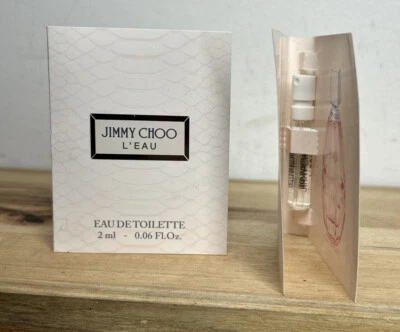 JIMMY CHOO
L'EAU
EAU DE TOILETTE
2 ml - 0.06 Fl.Oz.